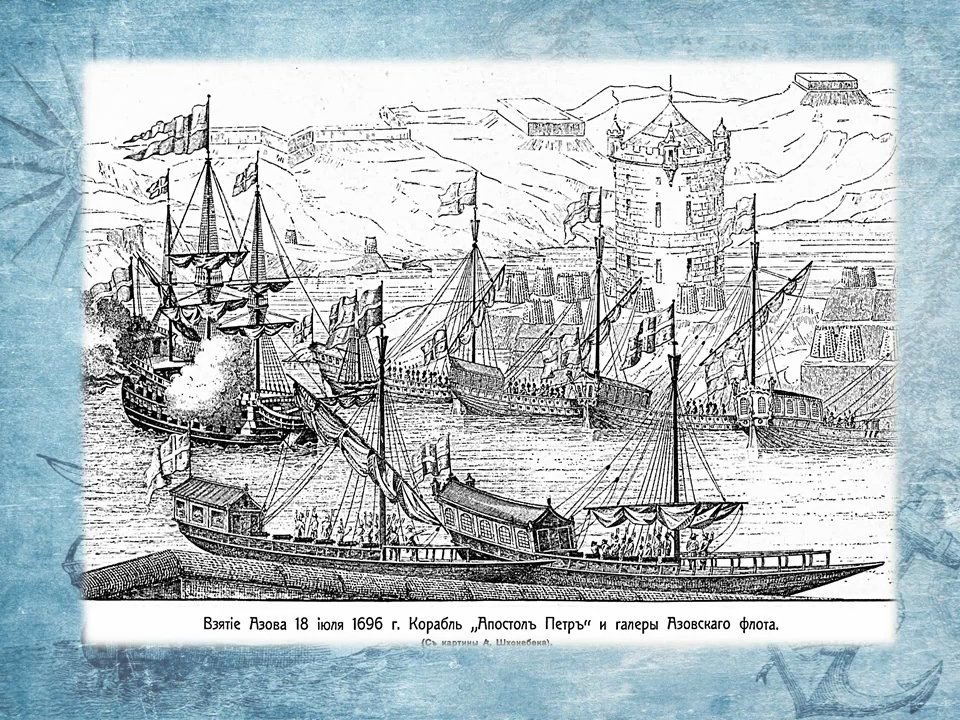 Взятіе Азова 18 іюля 1696 г. Корабль „Апостолъ Петръ“ и галеры Азовскаго флота.
(Съ картины А. Шхонебека).